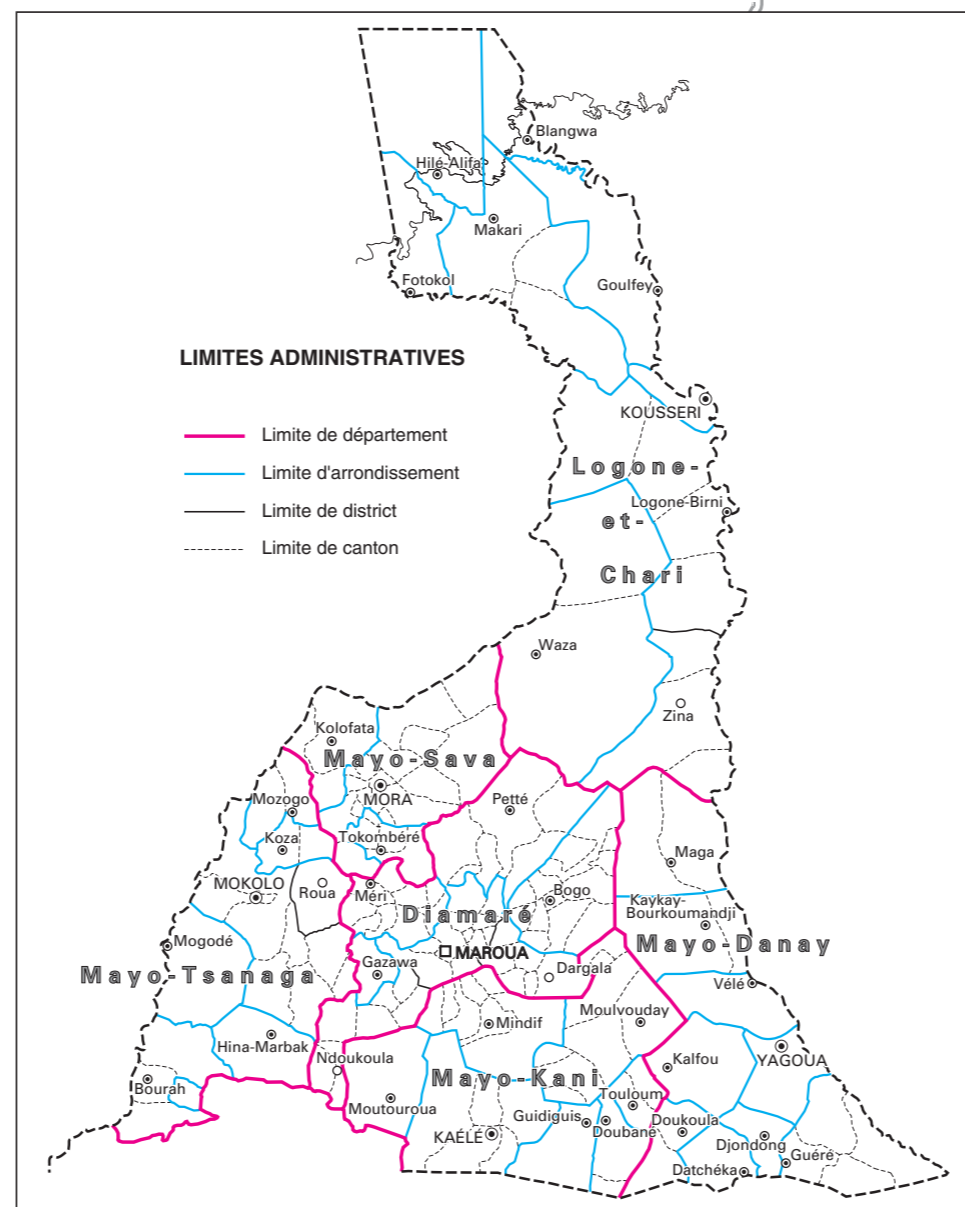 Blangwa
Hilé-Alifa
Makari
Fotokol
Goulfey
LIMITES ADMINISTRATIVES
KOUSSERI
Limite de département
Limite d'arrondissement
Limite de district
Limite de canton
Logone-
Logone-Birni
et-
Chari
Waza
Zina
Kolofata
Mayo-Sava
MORA
Petté
Mozogo
Koza
Tokombéré
Maga
MOKOLO
Roua
Méri
Bogo
Kaykay-
Bourkoumandji
Diamaré
Mogodé
MAROUA
Mayo-Danay
Mayo-Tsanaga
Gazawa
Dargala
Vélé
Moulvouday
Mindif
Hina-Marbak
Ndoukoula
Kalfou
YAGOUA
Bourah
Mayo-Kani
Moutouroua
Touloum
Guidiguis
Doubané
Doukoula
KAÉLÉ
Djondong
Guéré
Datchéka